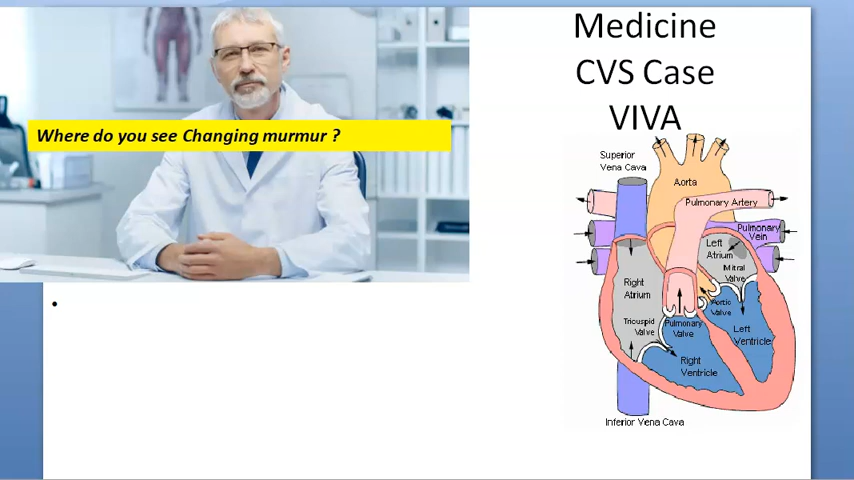 Medicine
CVS Case
VIVA
Where do you see Changing murmur ?
Superior
Vena Cava
Aorta
Pulmonary Artery
Pulmonary
Vein
Left
Atrium
Mitral
Valve
Right
Atrium
Aortic
Valve
Tricuspid
Valve
Pulmonary
Valve
Left
Ventricle
Right
Ventricle
Inferior Vena Cava